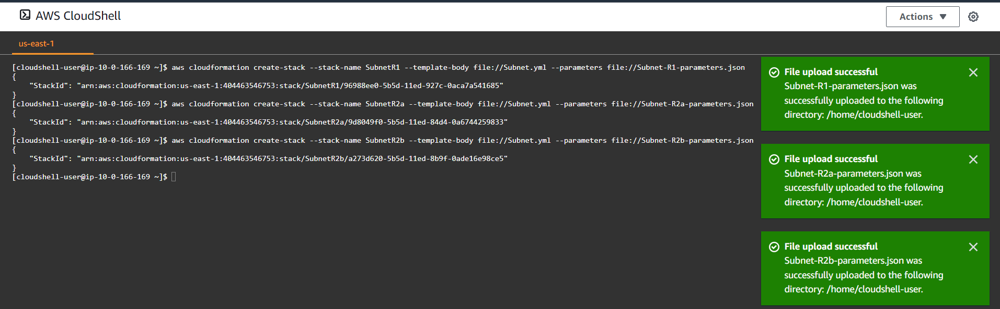 AWS CloudShell
Actions
us-east-1
[cloudshell-user@ip-10-0-166-169 ~]$ aws cloudformation create-stack --stack-name SubnetR1 --template-body file://Subnet.yml --parameters file://Subnet-R1-parameters.json
{
    "StackId": "arn:aws:cloudformation:us-east-1:404463546753:stack/SubnetR1/96988ee0-5b5d-11ed-927c-0aca7a541685"
}
[cloudshell-user@ip-10-0-166-169 ~]$ aws cloudformation create-stack --stack-name SubnetR2a --template-body file://Subnet.yml --parameters file://Subnet-R2a-parameters.json
{
    "StackId": "arn:aws:cloudformation:us-east-1:404463546753:stack/SubnetR2a/9d8049f0-5b5d-11ed-84d4-0a6744259833"
}
[cloudshell-user@ip-10-0-166-169 ~]$ aws cloudformation create-stack --stack-name SubnetR2b --template-body file://Subnet.yml --parameters file://Subnet-R2b-parameters.json
{
    "StackId": "arn:aws:cloudformation:us-east-1:404463546753:stack/SubnetR2b/a273d620-5b5d-11ed-8b9f-0ade16e98ce5"
}
[cloudshell-user@ip-10-0-166-169 ~]$
File upload successful
Subnet-R1-parameters.json was
successfully uploaded to the following
directory: /home/cloudshell-user.
File upload successful
Subnet-R2a-parameters.json was
successfully uploaded to the following
directory: /home/cloudshell-user.
File upload successful
Subnet-R2b-parameters.json was
successfully uploaded to the following
directory: /home/cloudshell-user.